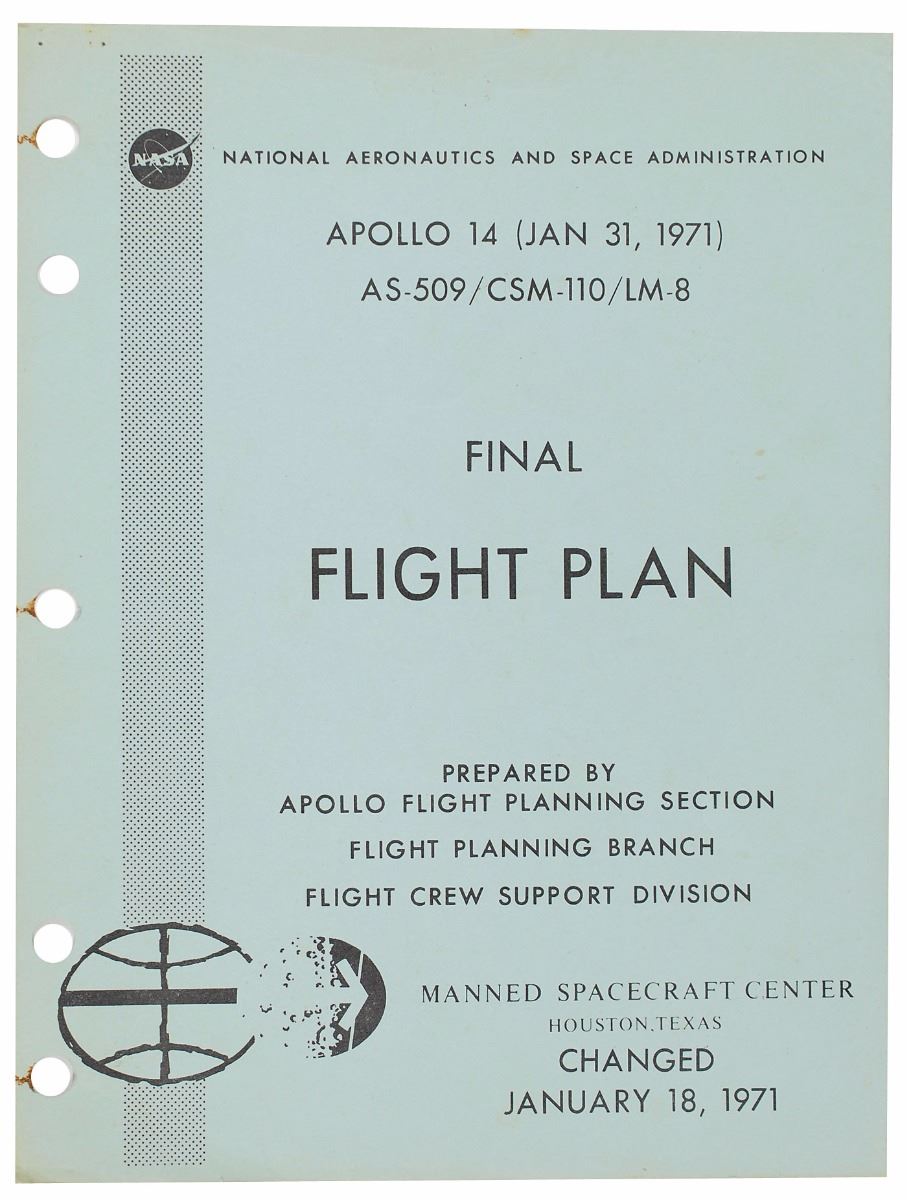 NASA
NATIONAL AERONAUTICS AND SPACE ADMINISTRATION
APOLLO 14 (JAN 31, 1971)
AS-509/CSM-110/LM-8
FINAL
FLIGHT PLAN
PREPARED BY
APOLLO FLIGHT PLANNING SECTION
FLIGHT PLANNING BRANCH
FLIGHT CREW SUPPORT DIVISION
MANNED SPACECRAFT CENTER
HOUSTON, TEXAS
CHANGED
JANUARY 18, 1971